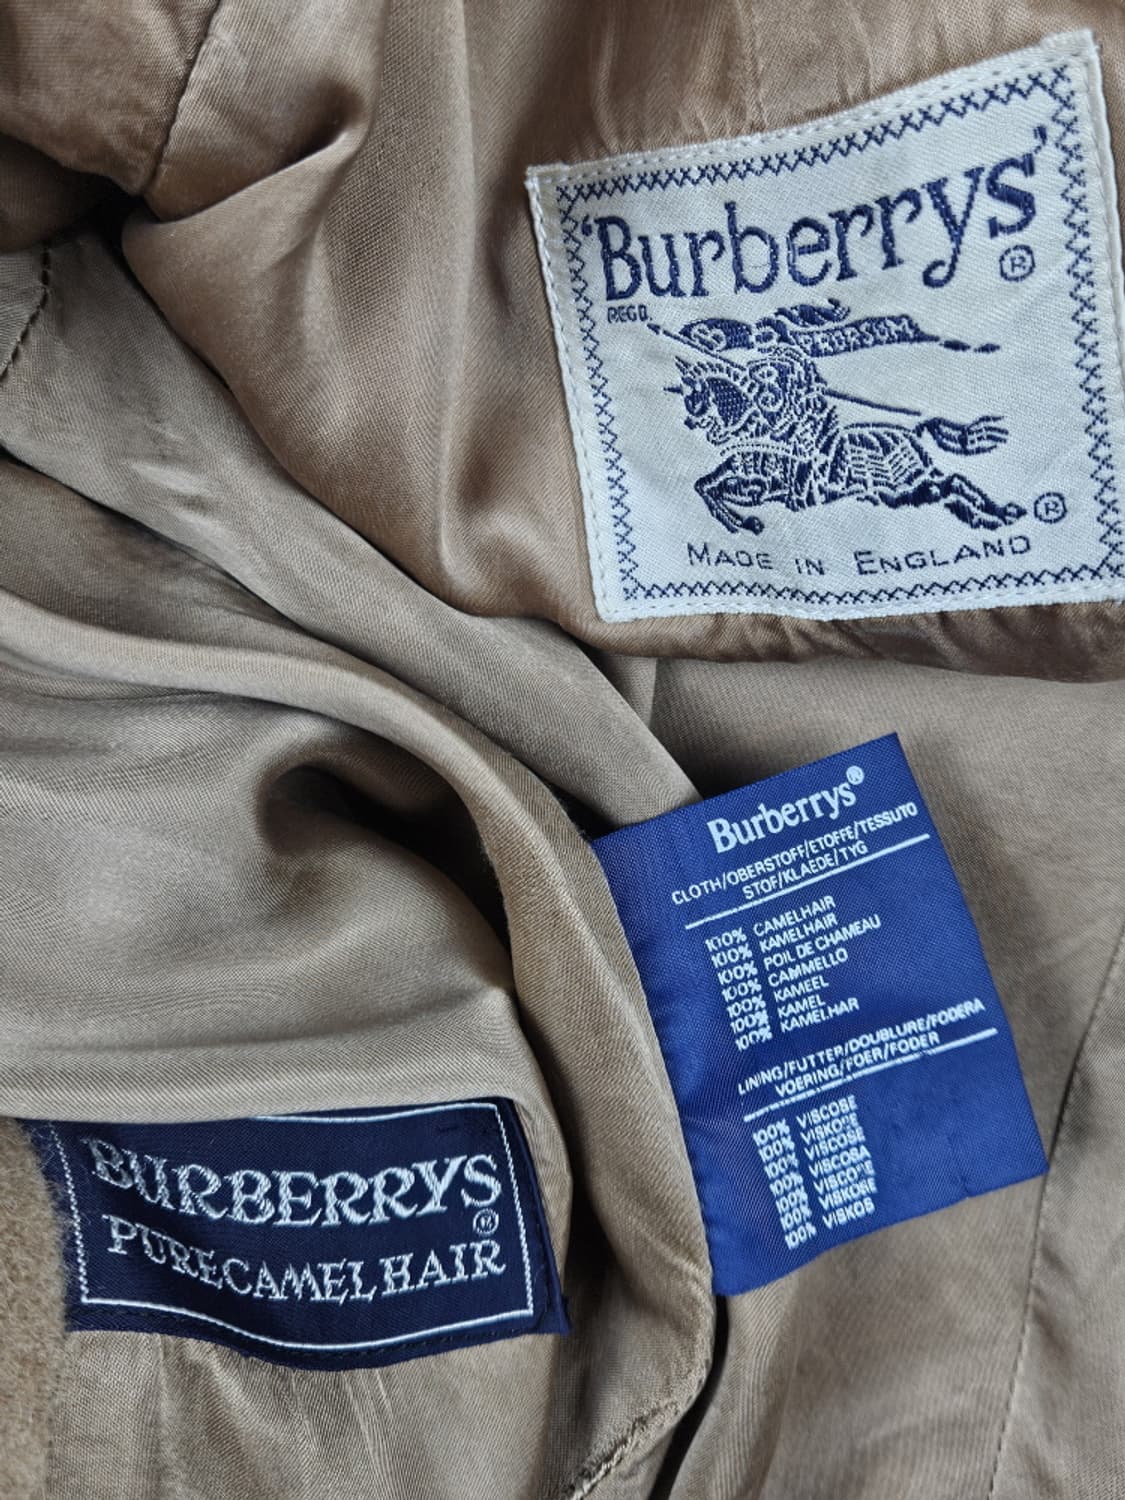 'Burberrys'
®
REGD.
PRORSUM
®
MADE IN ENGLAND
Burberrys®
CLOTH/OBERSTOFF/ETOFFE/TESSUTO
STOF/KLAEDE/TYG
100% CAMELHAIR
100% KAMELHAIR
100% POIL DE CHAMEAU
100% CAMMELLO
100% KAMEEL
100% KAMEL
100% KAMELHAR
LINING/FUTTER/DOUBLURE/FODERA
VOERING/FOER/FODER
100% VISCOSE
100% VISKOSE
100% VISCOSE
100% VISCOSA
100% VISCOSE
100% VISKOSE
100% VISKOS
BURBERRYS
®
PURE CAMEL HAIR